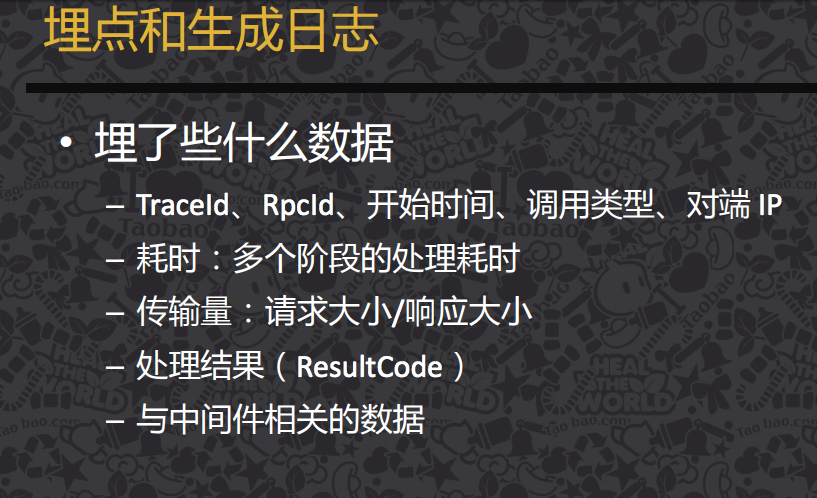 埋点和生成日志
• 埋了些什么数据
– TraceId、RpcId、开始时间、调用类型、对端 IP
– 耗时：多个阶段的处理耗时
– 传输量：请求大小/响应大小
– 处理结果（ResultCode）
– 与中间件相关的数据